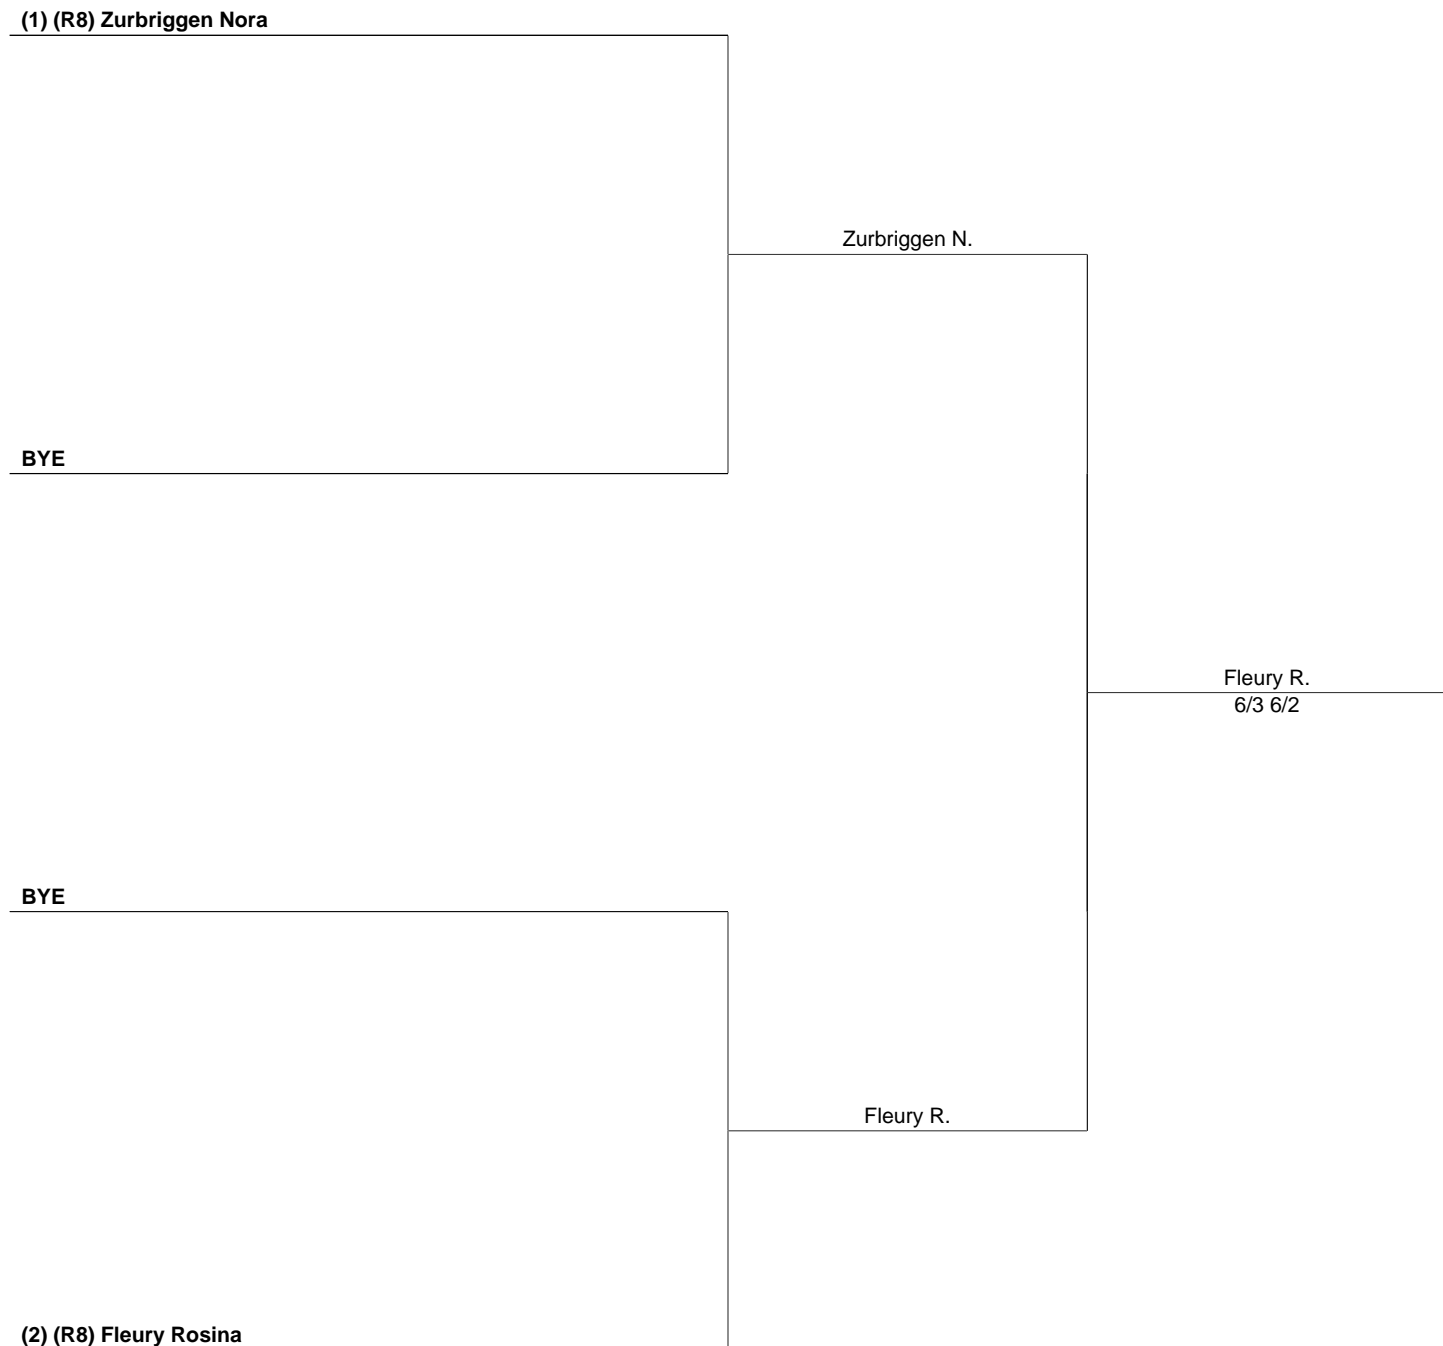 (1) (R8) Zurbriggen Nora
Zurbriggen N.
BYE
Fleury R.
6/3 6/2
BYE
Fleury R.
(2) (R8) Fleury Rosina